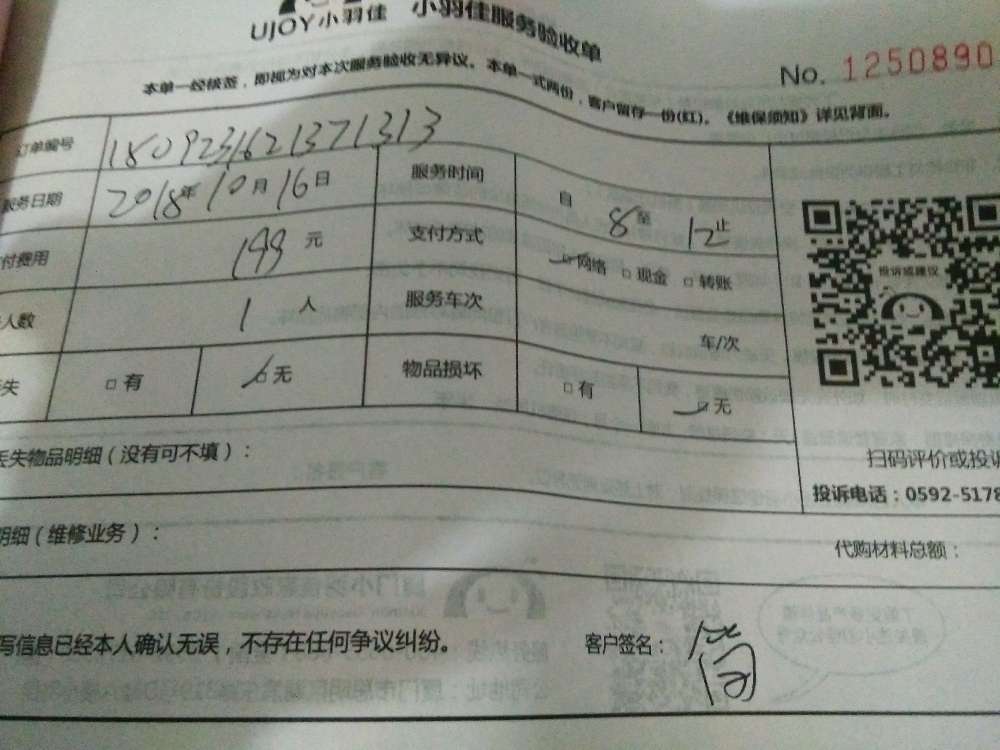 UJOY小羽佳 小羽佳服务验收单
本单一经核签，即视为对本次服务验收无异议。本单一式两份，客户留存一份(红)。《维保须知》详见背面。
No. 1250890
订单编号 180923162137 1313
服务日期 2018年10月16日 服务时间 自 8 至 12 止
付费用 199 元 支付方式 □网络 □现金 □转账
人数 1 人 服务车次 车/次
失 □有 □无 物品损坏 □有 □无
投诉或建议
扫码评价或投诉
投诉电话：0592-5178
丢失物品明细（没有可不填）：
明细（维修业务）： 代购材料总额：
写信息已经本人确认无误，不存在任何争议纠纷。 客户签名：简